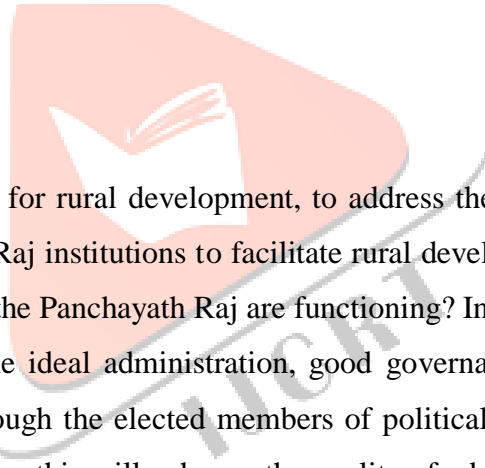 for rural development, to address the
Raj institutions to facilitate rural devel
the Panchayath Raj are functioning? In
ideal administration, good governa
ough the elected members of political
IJCRT